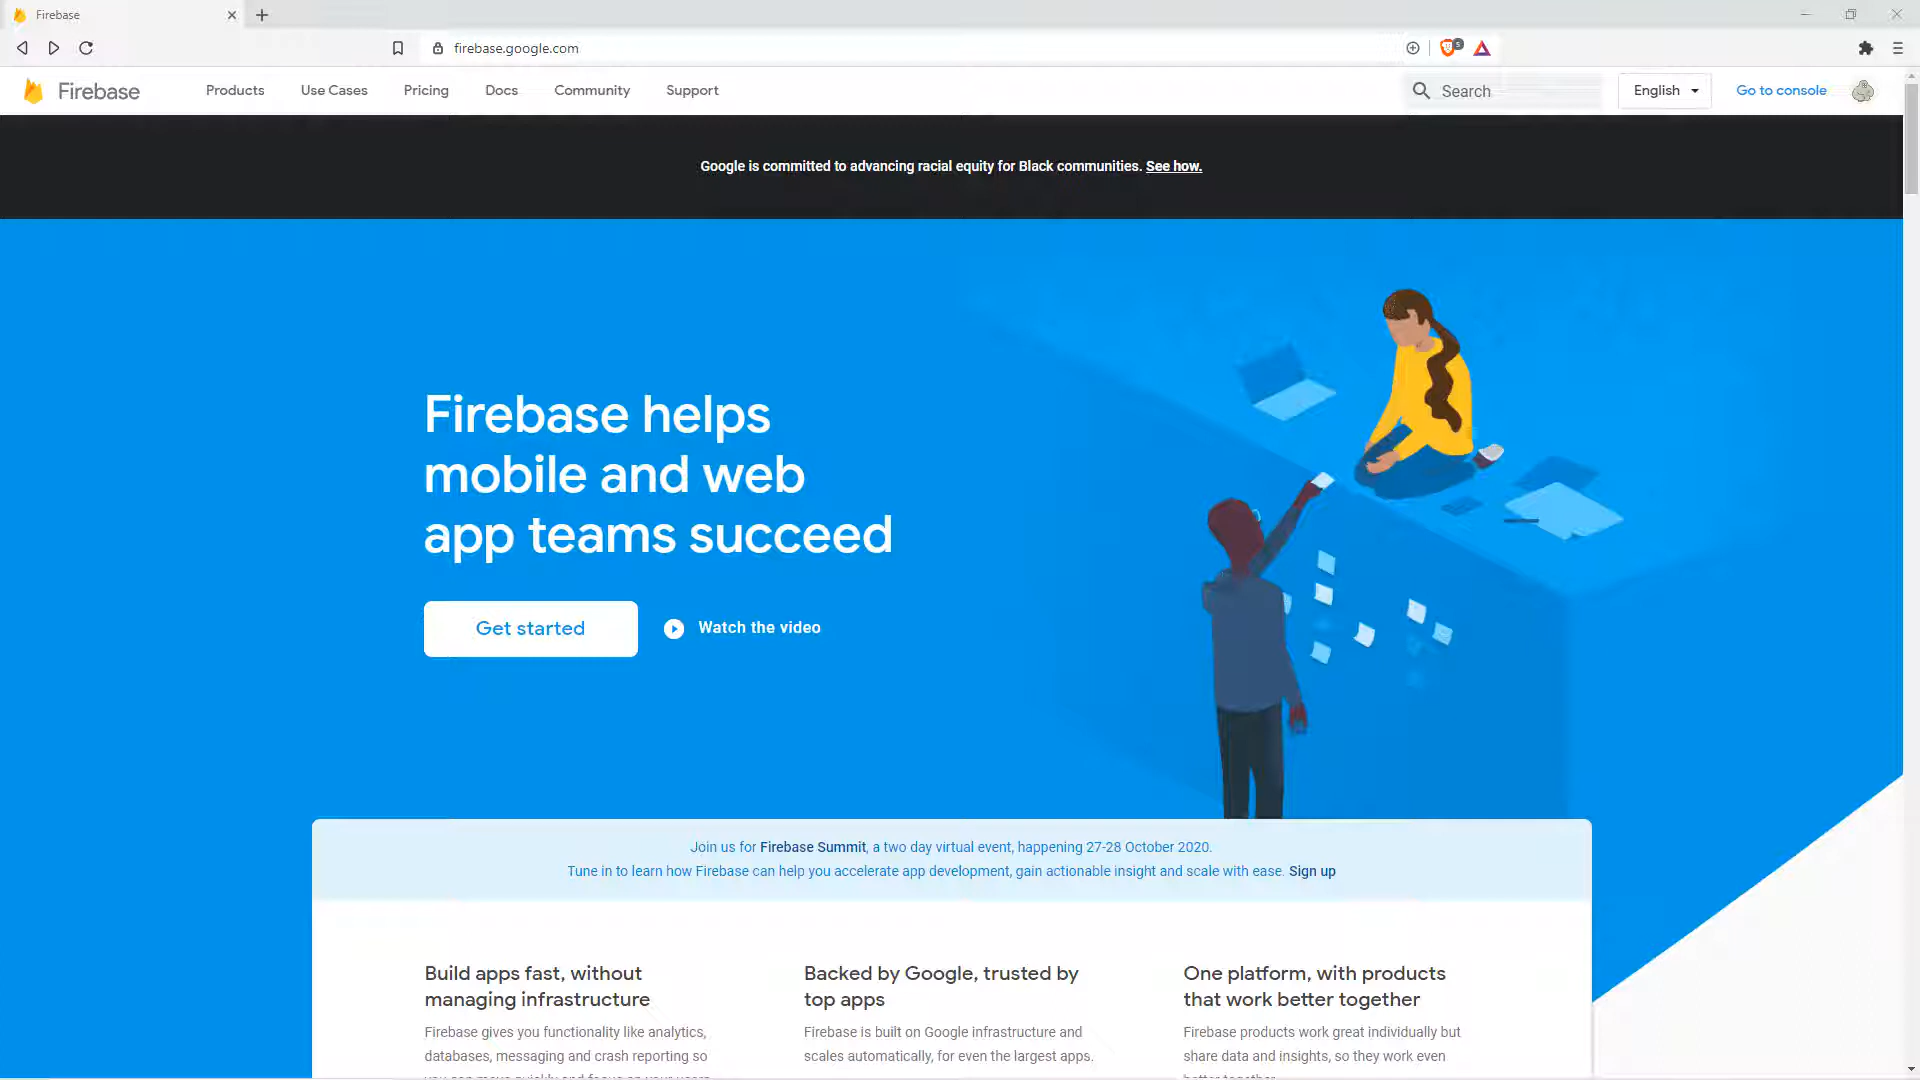 Firebase
firebase.google.com
5
Firebase
Products
Use Cases
Pricing
Docs
Community
Support
Search
English
Go to console
Google is committed to advancing racial equity for Black communities. See how.
Firebase helps
mobile and web
app teams succeed
Get started
Watch the video
Join us for Firebase Summit, a two day virtual event, happening 27-28 October 2020.
Tune in to learn how Firebase can help you accelerate app development, gain actionable insight and scale with ease. Sign up
Build apps fast, without
managing infrastructure
Firebase gives you functionality like analytics,
databases, messaging and crash reporting so
Backed by Google, trusted by
top apps
Firebase is built on Google infrastructure and
scales automatically, for even the largest apps.
One platform, with products
that work better together
Firebase products work great individually but
share data and insights, so they work even